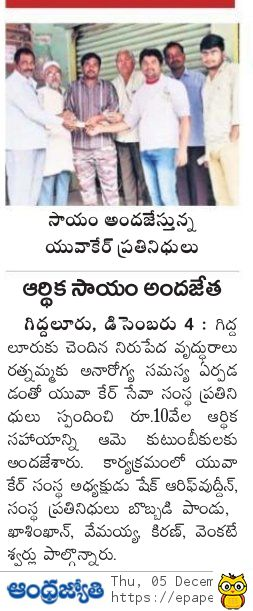 సాయం అందజేస్తున్న
యువాకేర్ ప్రతినిధులు
ఆర్థిక సాయం అందజేత
గిద్దలూరు, డిసెంబరు 4 : గిద్ద
లూరుకు చెందిన నిరుపేద వృద్ధురాలు
రత్నమ్మకు అనారోగ్య సమస్య ఏర్పడ
డంతో యువా కేర్ సేవా సంస్థ ప్రతిని
ధులు స్పందించి రూ.10వేల ఆర్థిక
సహాయాన్ని ఆమె కుటుంబీకులకు
అందజేశారు. కార్యక్రమంలో యువా
కేర్ సంస్థ అధ్యక్షుడు షేక్ ఆరిఫ్‌వుద్దీన్,
సంస్థ ప్రతినిధులు బొబ్బడి పాండు,
ఖాశింఖాన్, వేమయ్య, కిరణ్, వెంకటే
శ్వర్లు పాల్గొన్నారు.
ఆంధ్రజ్యోతి Thu, 05 Decem
https://epape